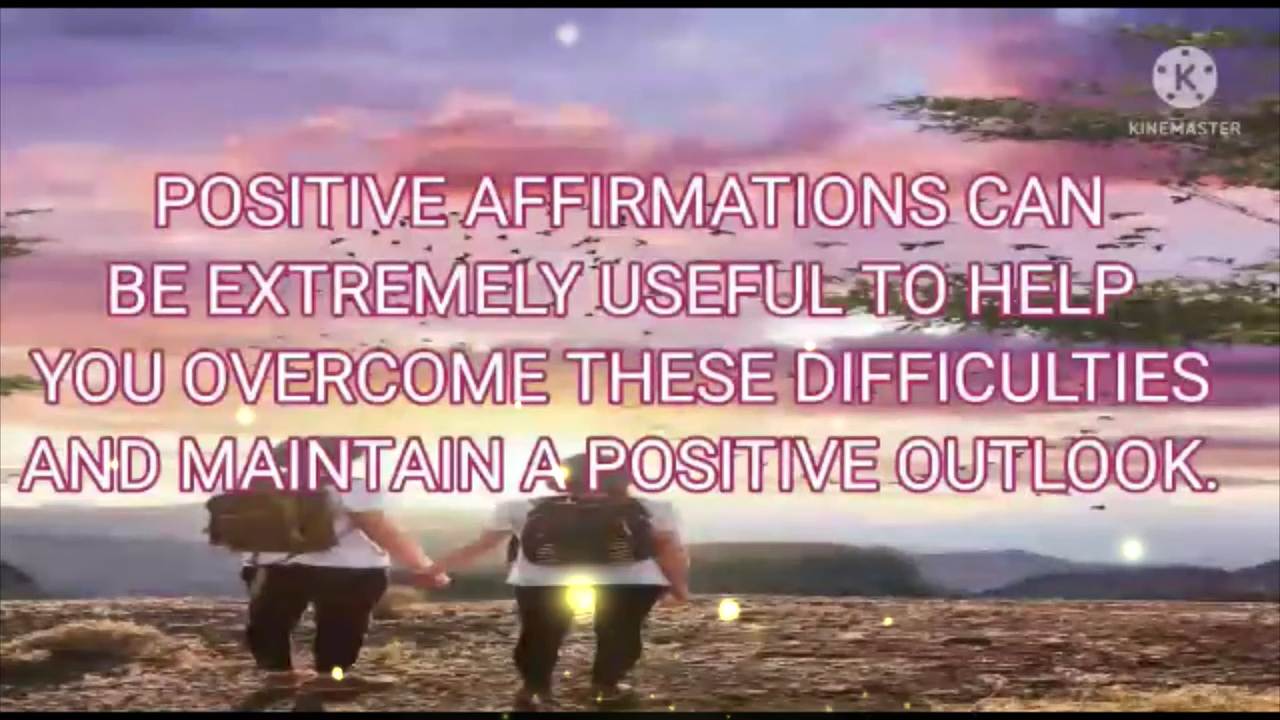 K
KINEMASTER
POSITIVE AFFIRMATIONS CAN
BE EXTREMELY USEFUL TO HELP
YOU OVERCOME THESE DIFFICULTIES
AND MAINTAIN A POSITIVE OUTLOOK.